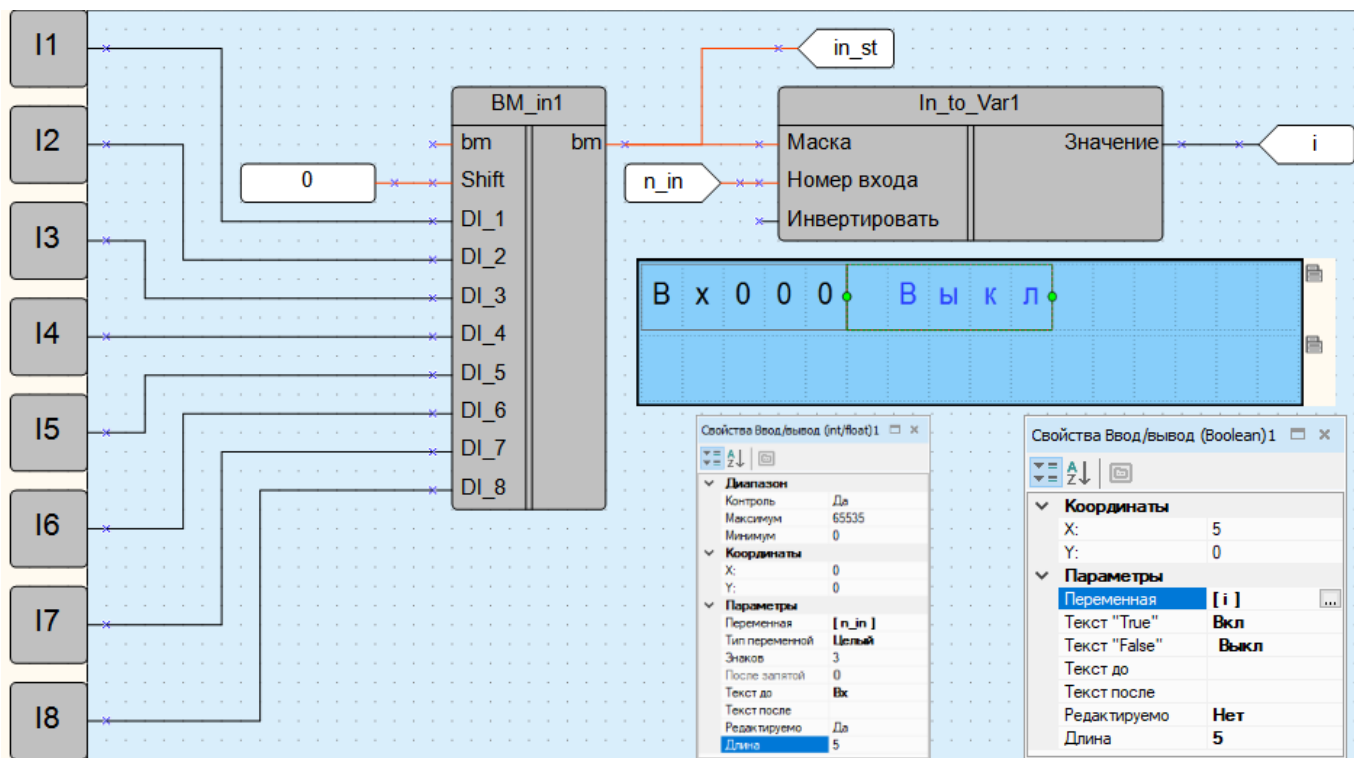 I1
I2
I3
I4
I5
I6
I7
I8
0
BM_in1
bm bm
Shift
DI_1
DI_2
DI_3
DI_4
DI_5
DI_6
DI_7
DI_8
in_st
n_in
In_to_Var1
Маска Значение
Номер входа
Инвертировать
i
Вх000 Выкл
Свойства Ввод/вывод (int/float)1
Диапазон
Контроль Да
Максимум 65535
Минимум 0
Координаты
X: 0
Y: 0
Параметры
Переменная [ n_in ]
Тип переменной Целый
Знаков 3
После запятой 0
Текст до Вх
Текст после
Редактируемо Да
Длина 5
Свойства Ввод/вывод (Boolean)1
Координаты
X: 5
Y: 0
Параметры
Переменная [ i ] ...
Текст "True" Вкл
Текст "False" Выкл
Текст до
Текст после
Редактируемо Нет
Длина 5